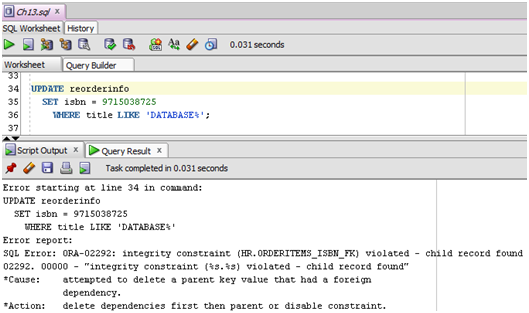 Ch13.sql x
SQL Worksheet History
0.031 seconds
Worksheet Query Builder
33
34 UPDATE reorderinfo
35 SET isbn = 9715038725
36 WHERE title LIKE 'DATABASE%';
37
Script Output x Query Result x
Task completed in 0.031 seconds
Error starting at line 34 in command:
UPDATE reorderinfo
SET isbn = 9715038725
WHERE title LIKE 'DATABASE%'
Error report:
SQL Error: ORA-02292: integrity constraint (HR.ORDERITEMS_ISBN_FK) violated - child record found
02292. 00000 - "integrity constraint (%s.%s) violated - child record found"
*Cause: attempted to delete a parent key value that had a foreign
dependency.
*Action: delete dependencies first then parent or disable constraint.